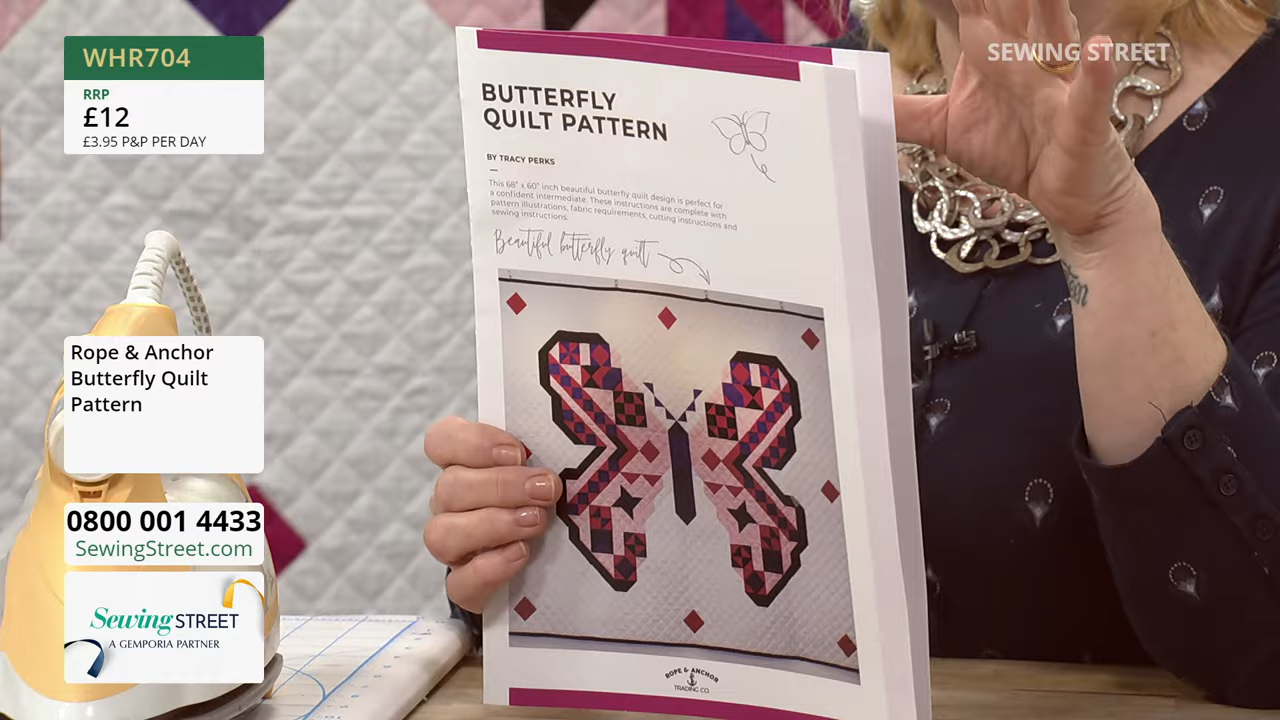 WHR704
RRP
£12
£3.95 P&P PER DAY
SEWING STREET
BUTTERFLY
QUILT PATTERN
BY TRACY PERKS
This 68" x 60" inch beautiful butterfly quilt design is perfect for
a confident intermediate. These instructions are complete with
pattern illustrations, fabric requirements, cutting instructions and
sewing instructions.
Beautiful butterfly quilt
Rope & Anchor
Butterfly Quilt
Pattern
0800 001 4433
SewingStreet.com
Sewing STREET
A GEMPORIA PARTNER
ROPE & ANCHOR
TRADING CO.